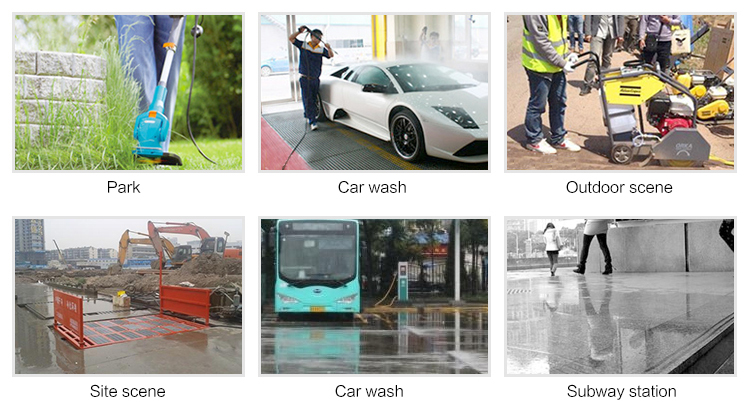 Park
Car wash
Outdoor scene
Site scene
Car wash
Subway station